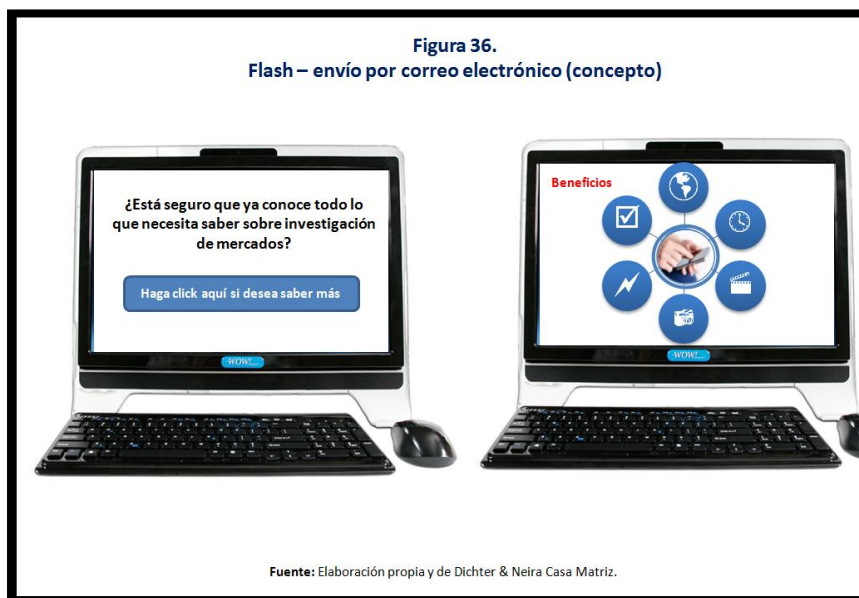 Figura 36.
Flash – envío por correo electrónico (concepto)
¿Está seguro que ya conoce todo lo
que necesita saber sobre investigación
de mercados?
Haga click aquí si desea saber más
WOW!...
Beneficios
WOW!...
Fuente: Elaboración propia y de Dichter & Neira Casa Matriz.